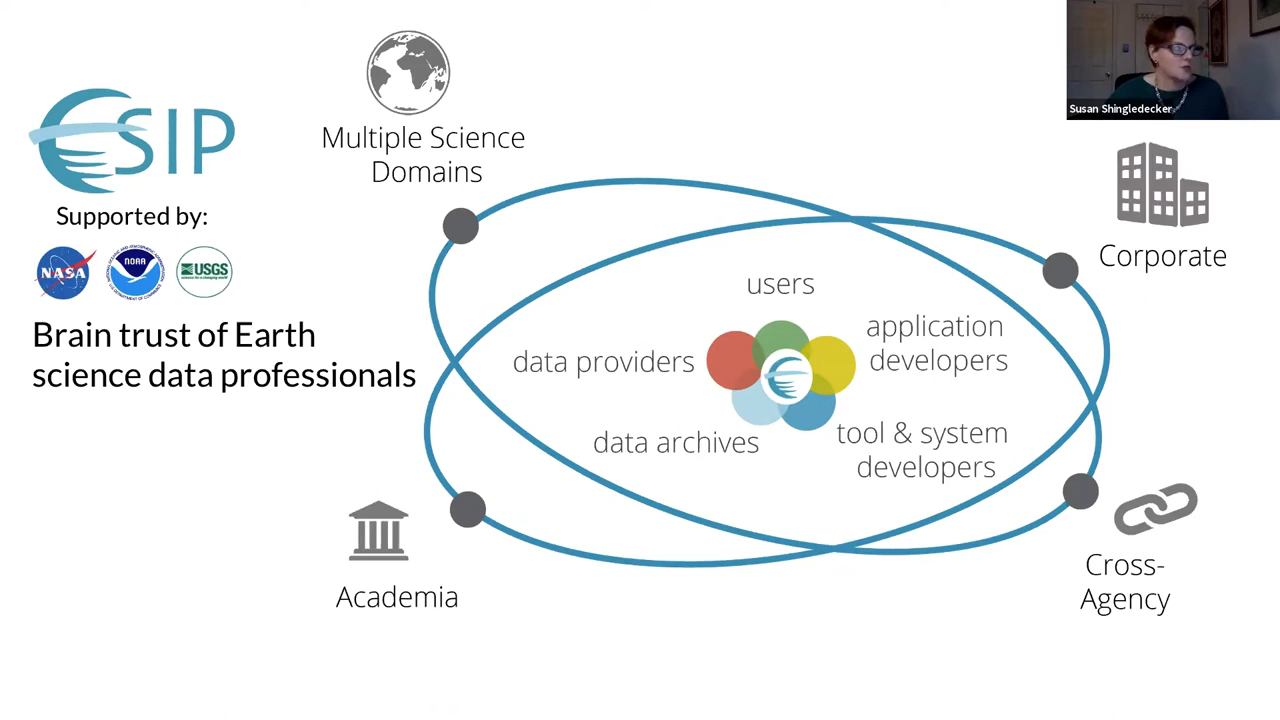 ESIP
Supported by:
NASA
NOAA
USGS
Brain trust of Earth
science data professionals
Multiple Science
Domains
Susan Shingledecker
Corporate
users
application
developers
data providers
data archives
tool & system
developers
Academia
Cross-
Agency